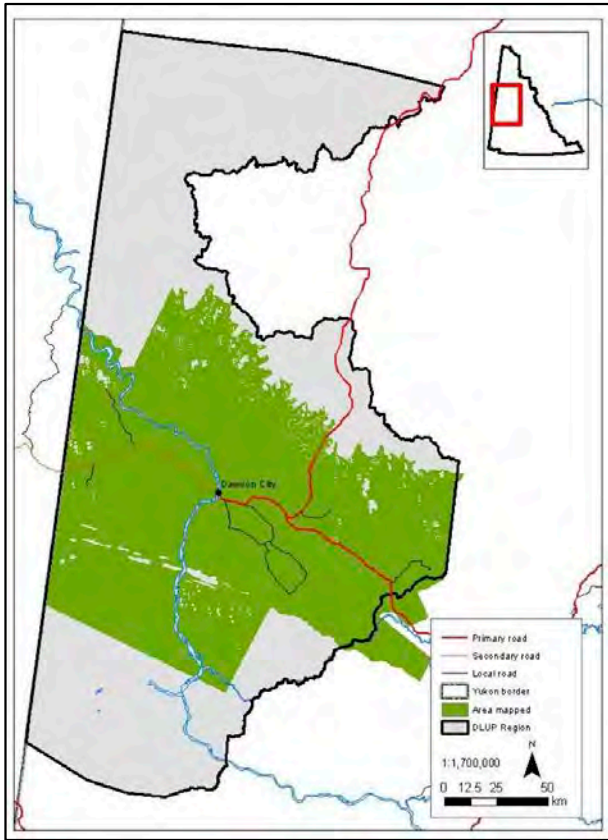 Dawson City
Primary road
Secondary road
Local road
Yukon border
Area mapped
DLUP Region
1:1,700,000
N
0 12.5 25 50
km